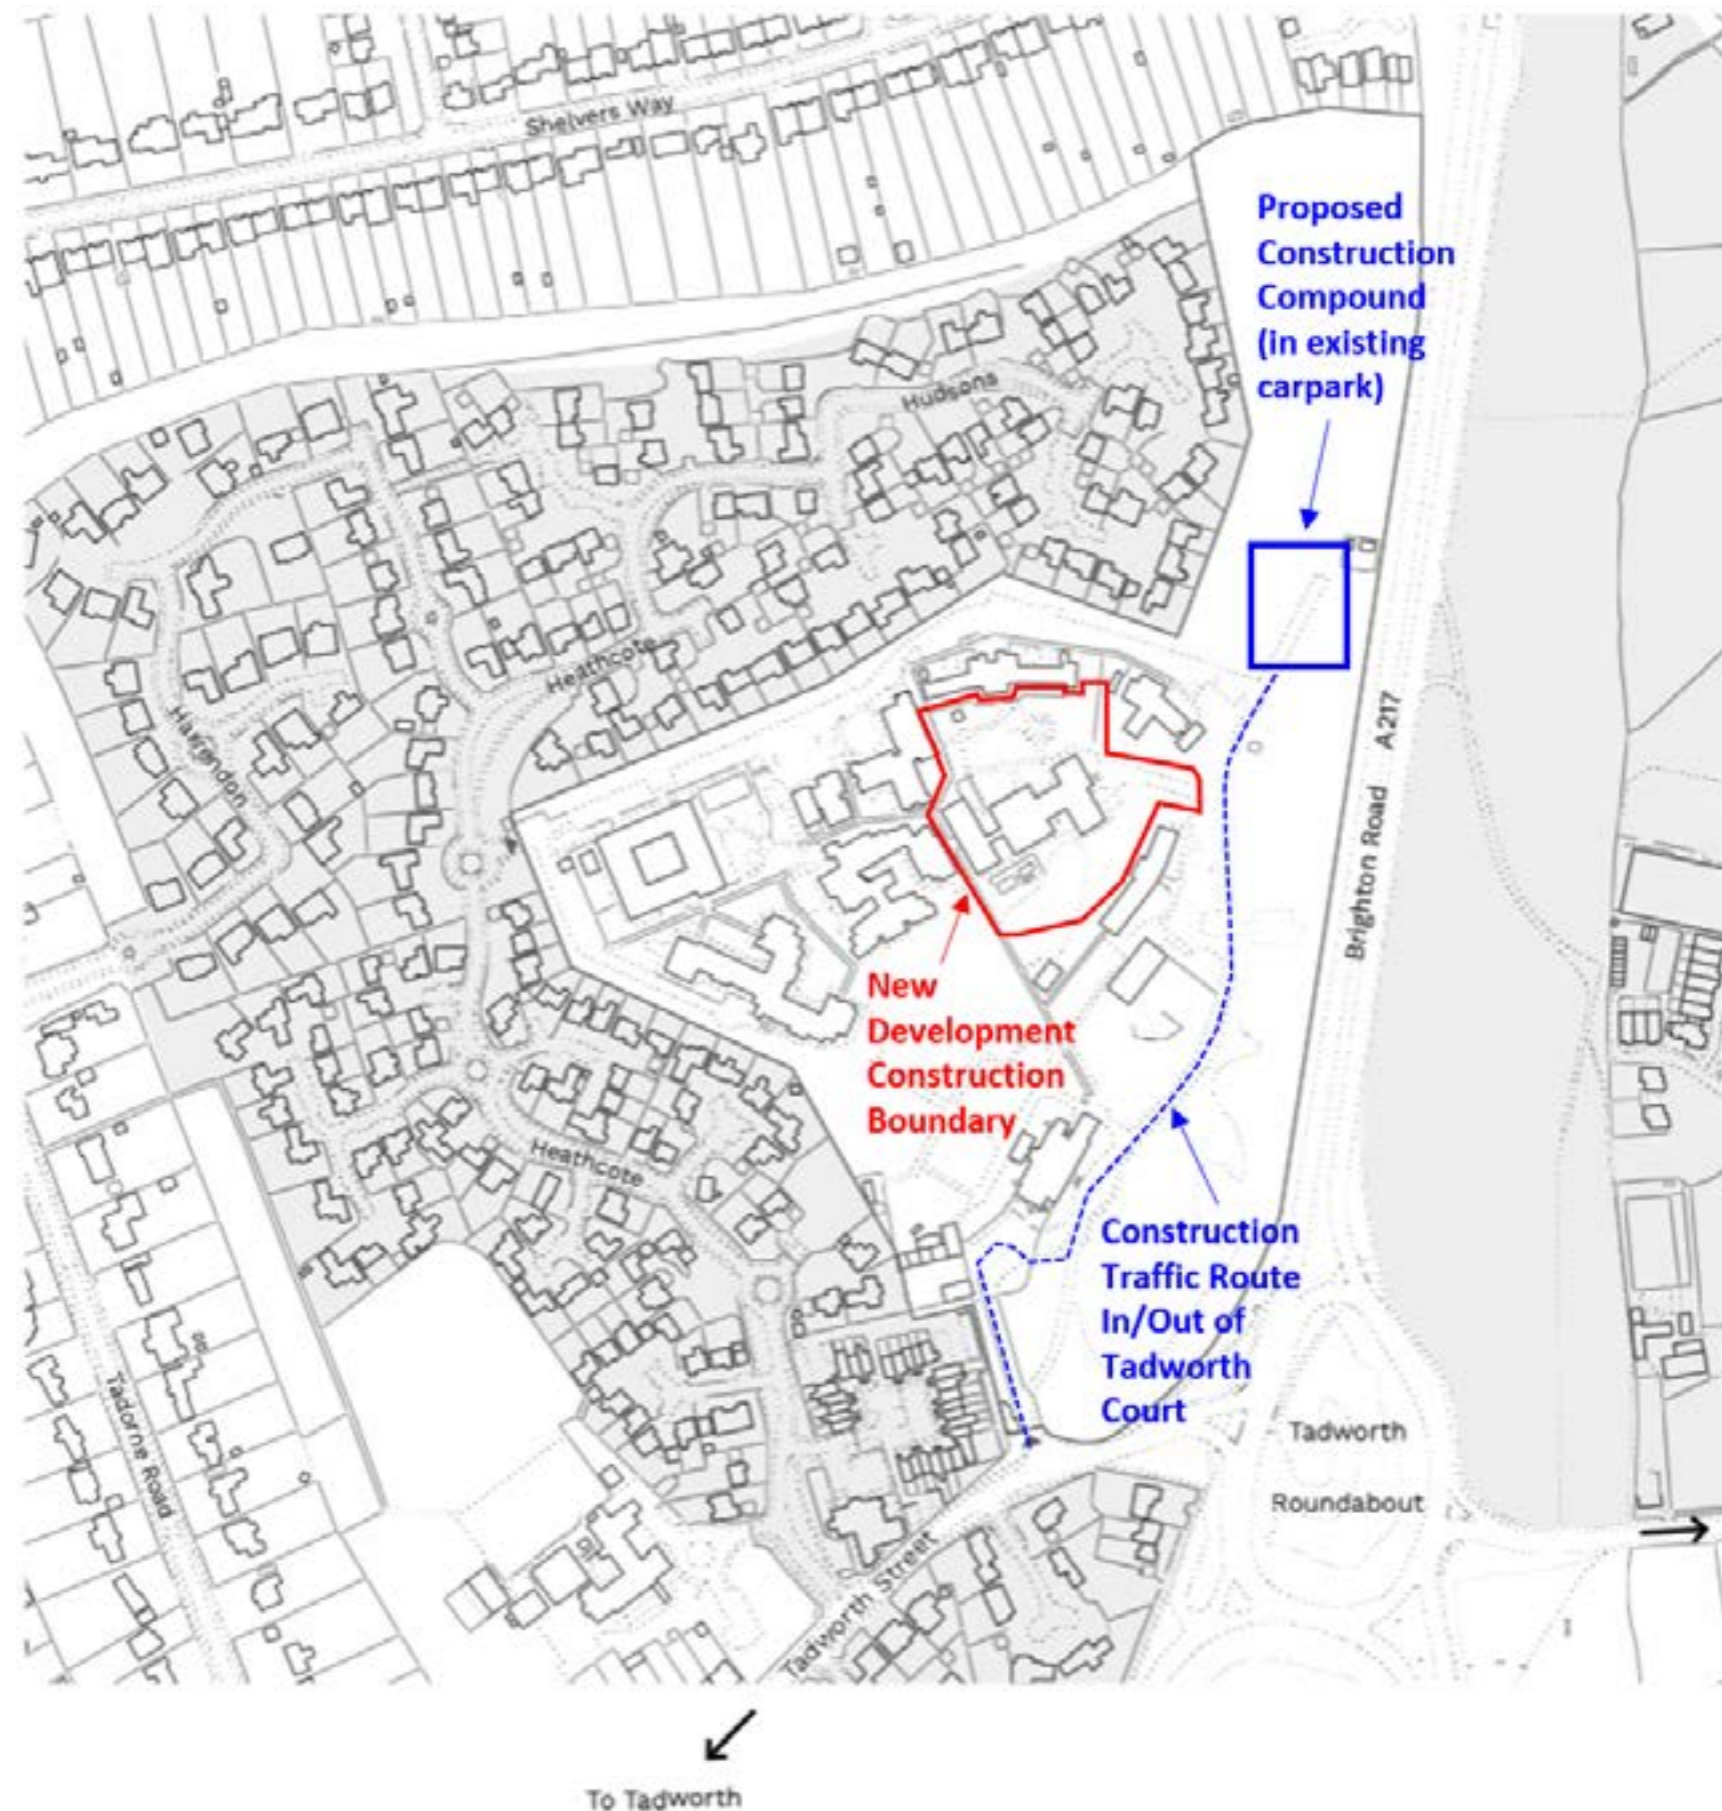 Shelvers Way
Proposed
Construction
Compound
(in existing
carpark)
Hudsons
Heathcote
Harendon
Brighton Road A217
New
Development
Construction
Boundary
Heathcote
Construction
Traffic Route
In/Out of
Tadworth
Court
Tadorne Road
Tadworth
Roundabout
Tadworth Street
To Tadworth